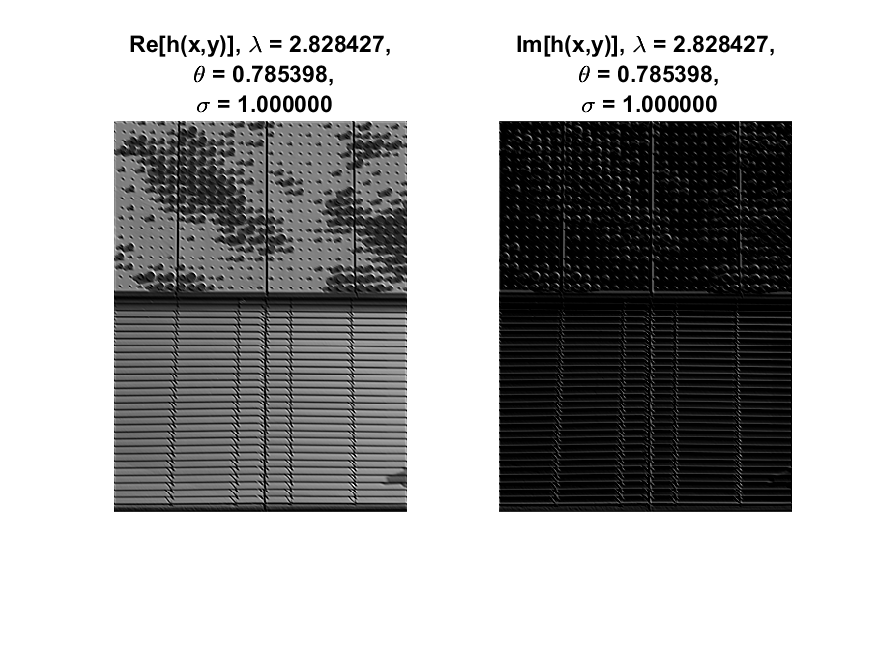 Re[h(x,y)], λ = 2.828427,
θ = 0.785398,
σ = 1.000000
Im[h(x,y)], λ = 2.828427,
θ = 0.785398,
σ = 1.000000